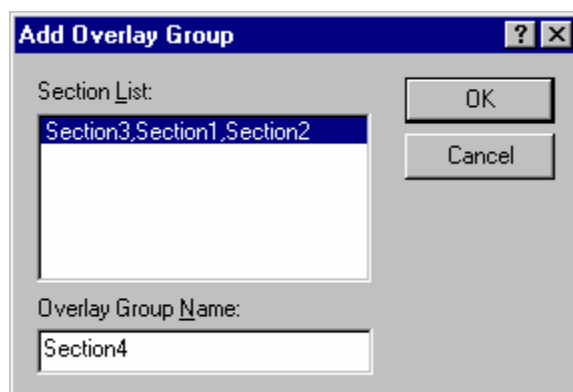 Add Overlay Group
Section List:
OK
Section3,Section1,Section2
Cancel
Overlay Group Name:
Section4